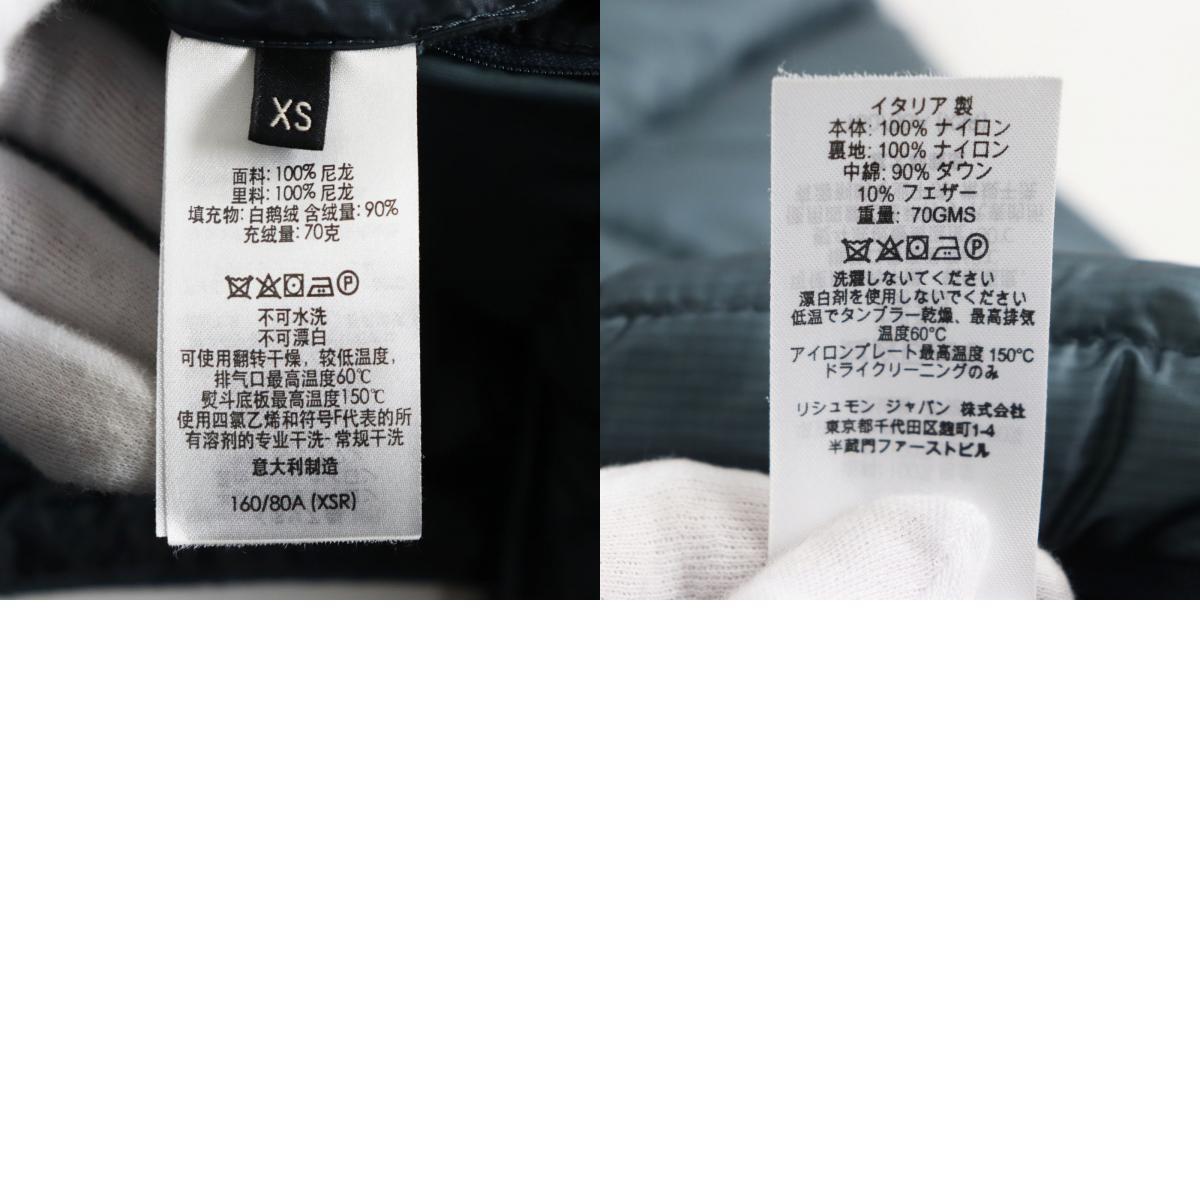 XS
面料: 100% 尼龙
里料: 100% 尼龙
填充物: 白鹅绒 含绒量: 90%
充绒量: 70克
不可水洗
不可漂白
可使用翻转干燥，较低温度，
排气口最高温度60℃
熨斗底板最高温度150℃
使用四氯乙烯和符号F代表的所
有溶剂的专业干洗- 常规干洗
意大利制造
160/80A (XSR)
イタリア 製
本体: 100% ナイロン
裏地: 100% ナイロン
中綿: 90% ダウン
10% フェザー
重量: 70GMS
洗濯しないてください
漂白剤を使用しないでください
低温でタンブラー乾燥、最高排気
温度60°C
アイロンプレート最高温度 150°C
ドライクリーニングのみ
リシュモン ジャパン 株式会社
東京都千代田区麹町1-4
半蔵門ファーストビル